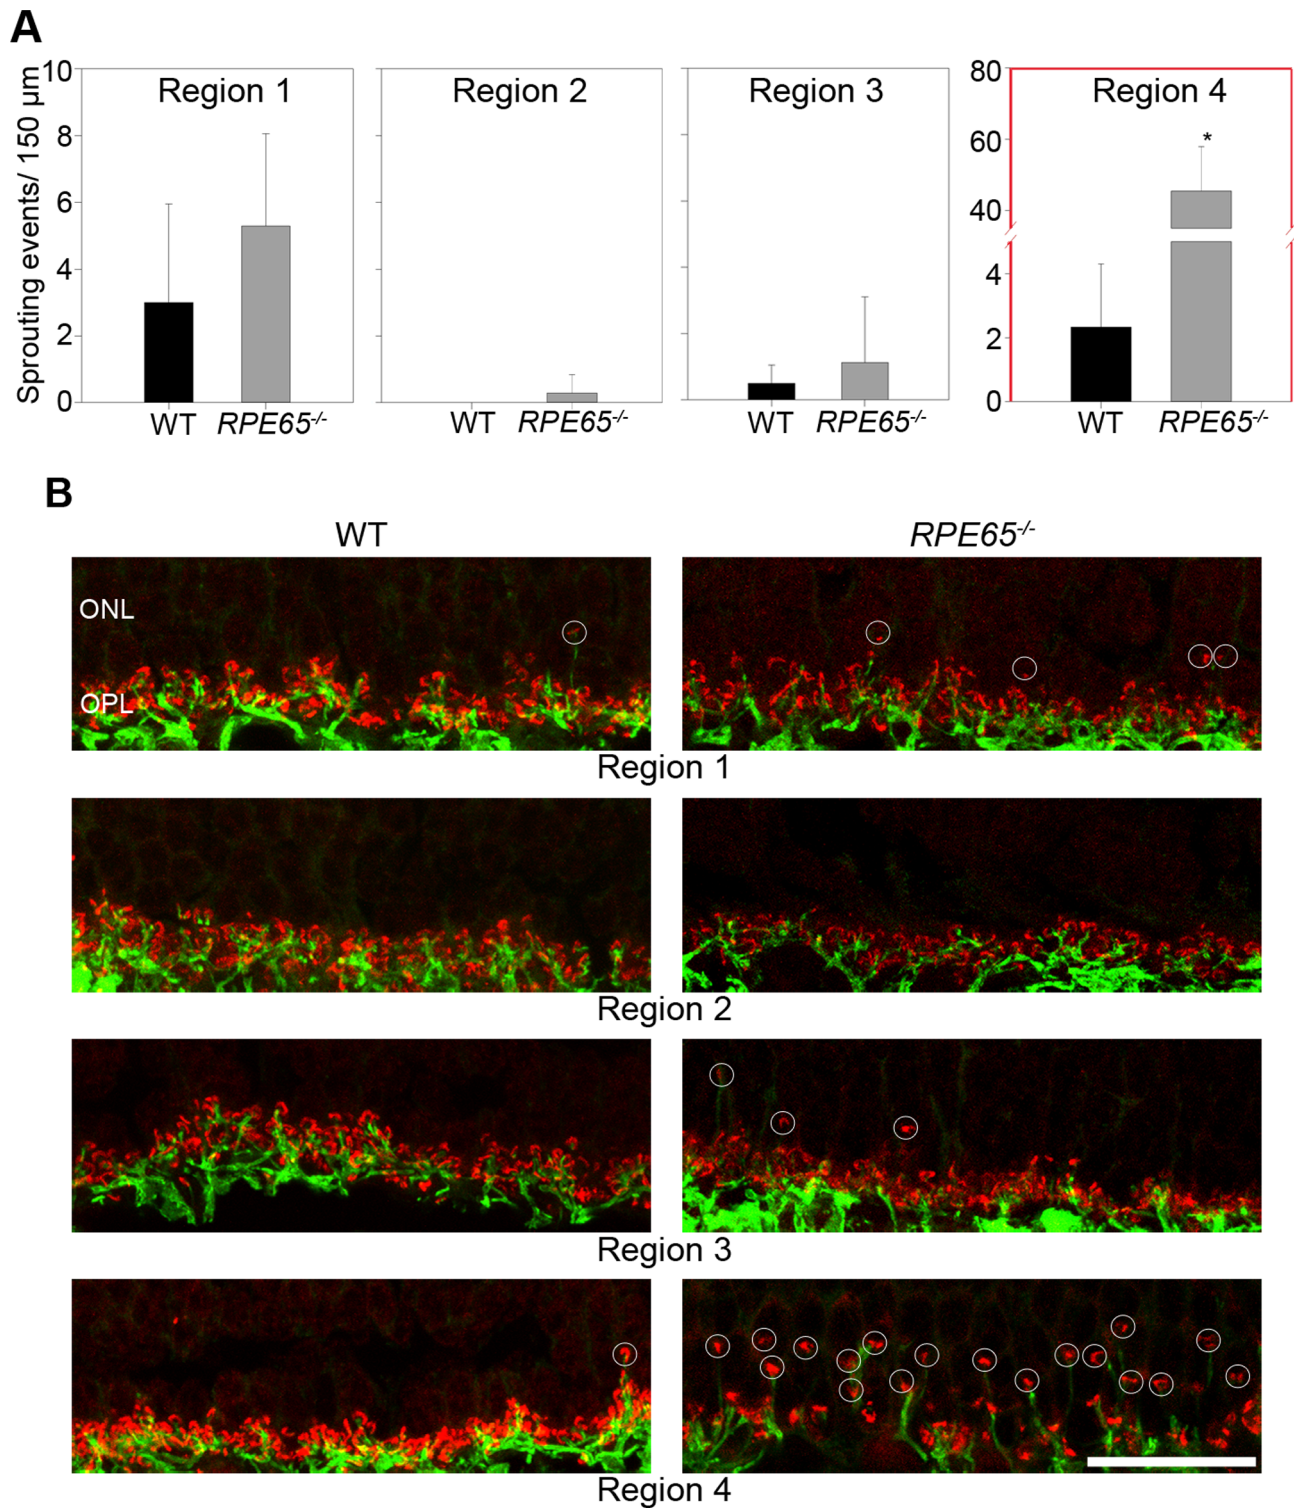 A
Sprouting events/ 150 µm
Region 1
10
8
6
4
2
0
WT
RPE65-/-
Region 2
WT
RPE65-/-
Region 3
WT
RPE65-/-
Region 4
80
60
40
4
2
0
*
WT
RPE65-/-
B
WT
RPE65-/-
ONL
OPL
Region 1
Region 2
Region 3
Region 4